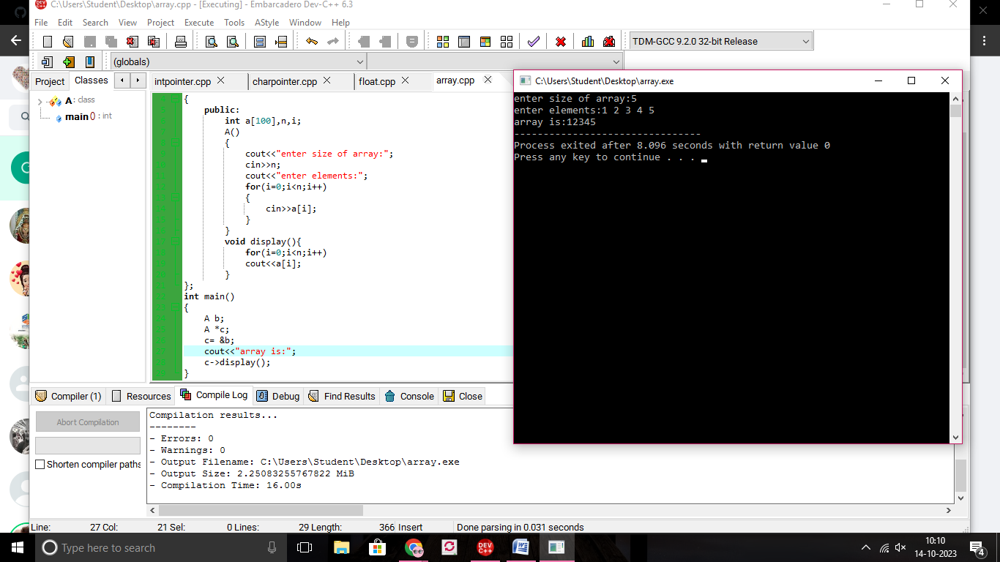 C:\Users\Student\Desktop\array.cpp - [Executing] - Embarcadero Dev-C++ 6.3
File Edit Search View Project Execute Tools AStyle Window Help
TDM-GCC 9.2.0 32-bit Release
(globals)
Project Classes
A : class
main() : int
intpointer.cpp charpointer.cpp float.cpp array.cpp
{
public:
int a[100],n,i;
A()
{
cout<<"enter size of array:";
cin>>n;
cout<<"enter elements:";
for(i=0;i<n;i++)
{
cin>>a[i];
}
}
void display(){
for(i=0;i<n;i++)
cout<<a[i];
}
};
int main()
{
A b;
A *c;
c= &b;
cout<<"array is:";
c->display();
}
C:\Users\Student\Desktop\array.exe
enter size of array:5
enter elements:1 2 3 4 5
array is:12345
--------------------------------
Process exited after 8.096 seconds with return value 0
Press any key to continue . . .
Compiler (1) Resources Compile Log Debug Find Results Console Close
Abort Compilation
Shorten compiler paths
Compilation results...
--------
- Errors: 0
- Warnings: 0
- Output Filename: C:\Users\Student\Desktop\array.exe
- Output Size: 2.25083255767822 MiB
- Compilation Time: 16.00s
Line: 27 Col: 21 Sel: 0 Lines: 29 Length: 366 Insert Done parsing in 0.031 seconds
Type here to search
DEV C++
10:10
14-10-2023
4